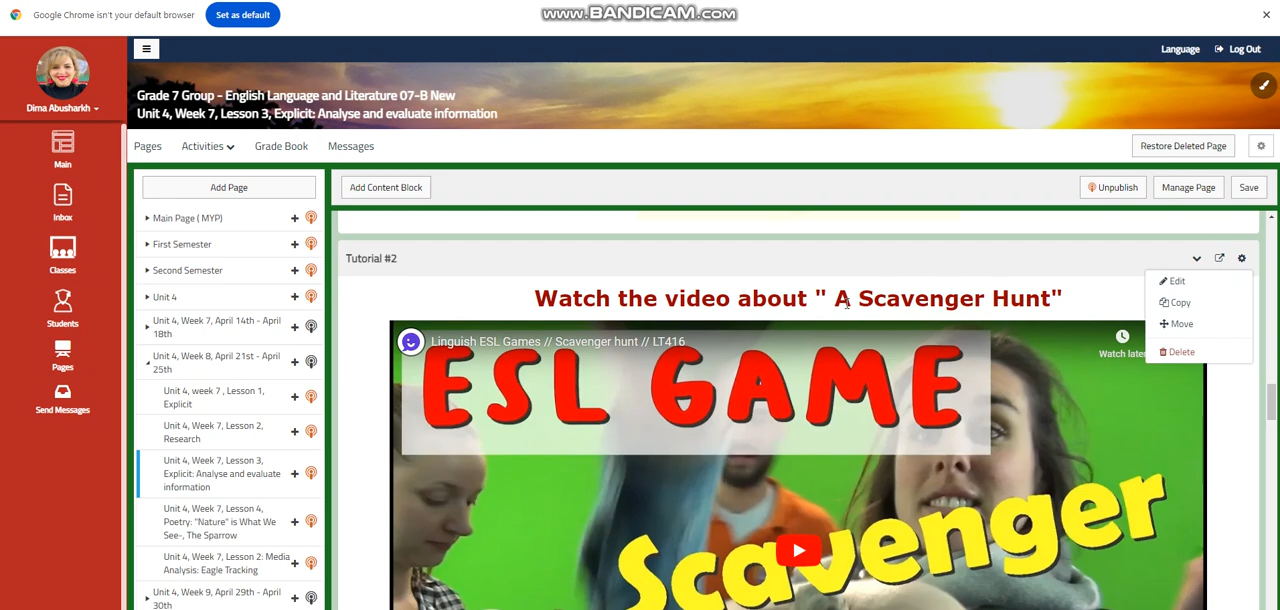 Google Chrome isn't your default browser
Set as default
www.BANDICAM.com
Language
Log Out
Dima Abusharkh
Grade 7 Group - English Language and Literature 07-B New
Unit 4, Week 7, Lesson 3, Explicit: Analyse and evaluate information
Pages
Activities
Grade Book
Messages
Restore Deleted Page
Main
Inbox
Classes
Students
Pages
Send Messages
Add Page
Main Page ( MYP)
First Semester
Second Semester
Unit 4
Unit 4, Week 7, April 14th - April
18th
Unit 4, Week 8, April 21st - April
25th
Unit 4, week 7 , Lesson 1,
Explicit
Unit 4, Week 7, Lesson 2,
Research
Unit 4, Week 7, Lesson 3,
Explicit: Analyse and evaluate
information
Unit 4, Week 7, Lesson 4,
Poetry: "Nature" is What We
See-, The Sparrow
Unit 4, Week 7, Lesson 2: Media
Analysis: Eagle Tracking
Unit 4, Week 9, April 29th - April
30th
Add Content Block
Unpublish
Manage Page
Save
Tutorial #2
Edit
Copy
Move
Delete
Watch the video about " A Scavenger Hunt"
Linguish ESL Games // Scavenger hunt // LT416
Watch later
ESL GAME
Scavenger